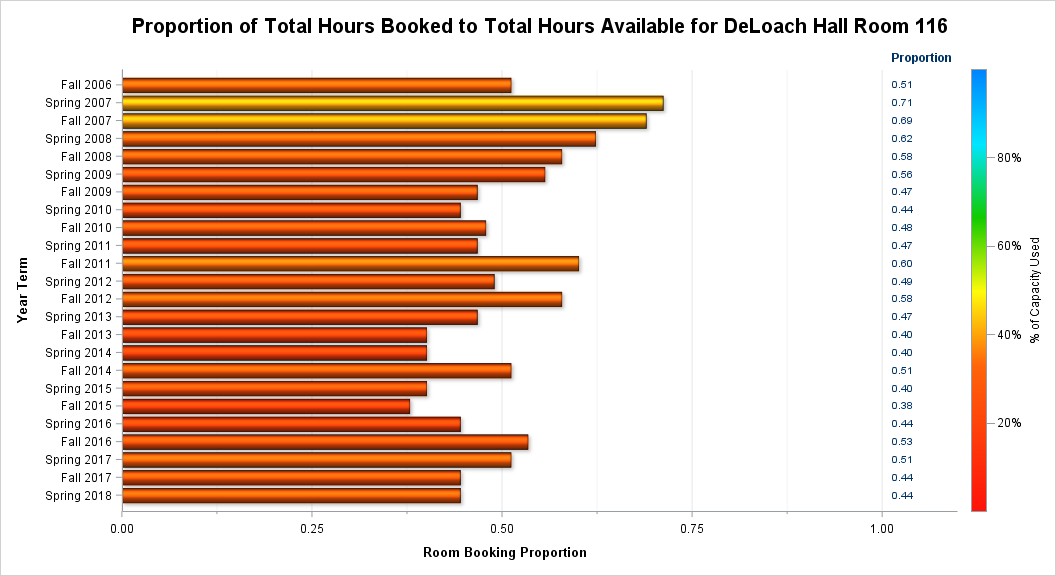 Proportion of Total Hours Booked to Total Hours Available for DeLoach Hall Room 116
Proportion
Fall 2006 0.51
Spring 2007 0.71
Fall 2007 0.69
Spring 2008 0.62
Fall 2008 0.58
Spring 2009 0.56
Fall 2009 0.47
Spring 2010 0.44
Fall 2010 0.48
Spring 2011 0.47
Fall 2011 0.60
Spring 2012 0.49
Fall 2012 0.58
Spring 2013 0.47
Fall 2013 0.40
Spring 2014 0.40
Fall 2014 0.51
Spring 2015 0.40
Fall 2015 0.38
Spring 2016 0.44
Fall 2016 0.53
Spring 2017 0.51
Fall 2017 0.44
Spring 2018 0.44
Year Term
0.00 0.25 0.50 0.75 1.00
Room Booking Proportion
80%
60%
40%
20%
% of Capacity Used